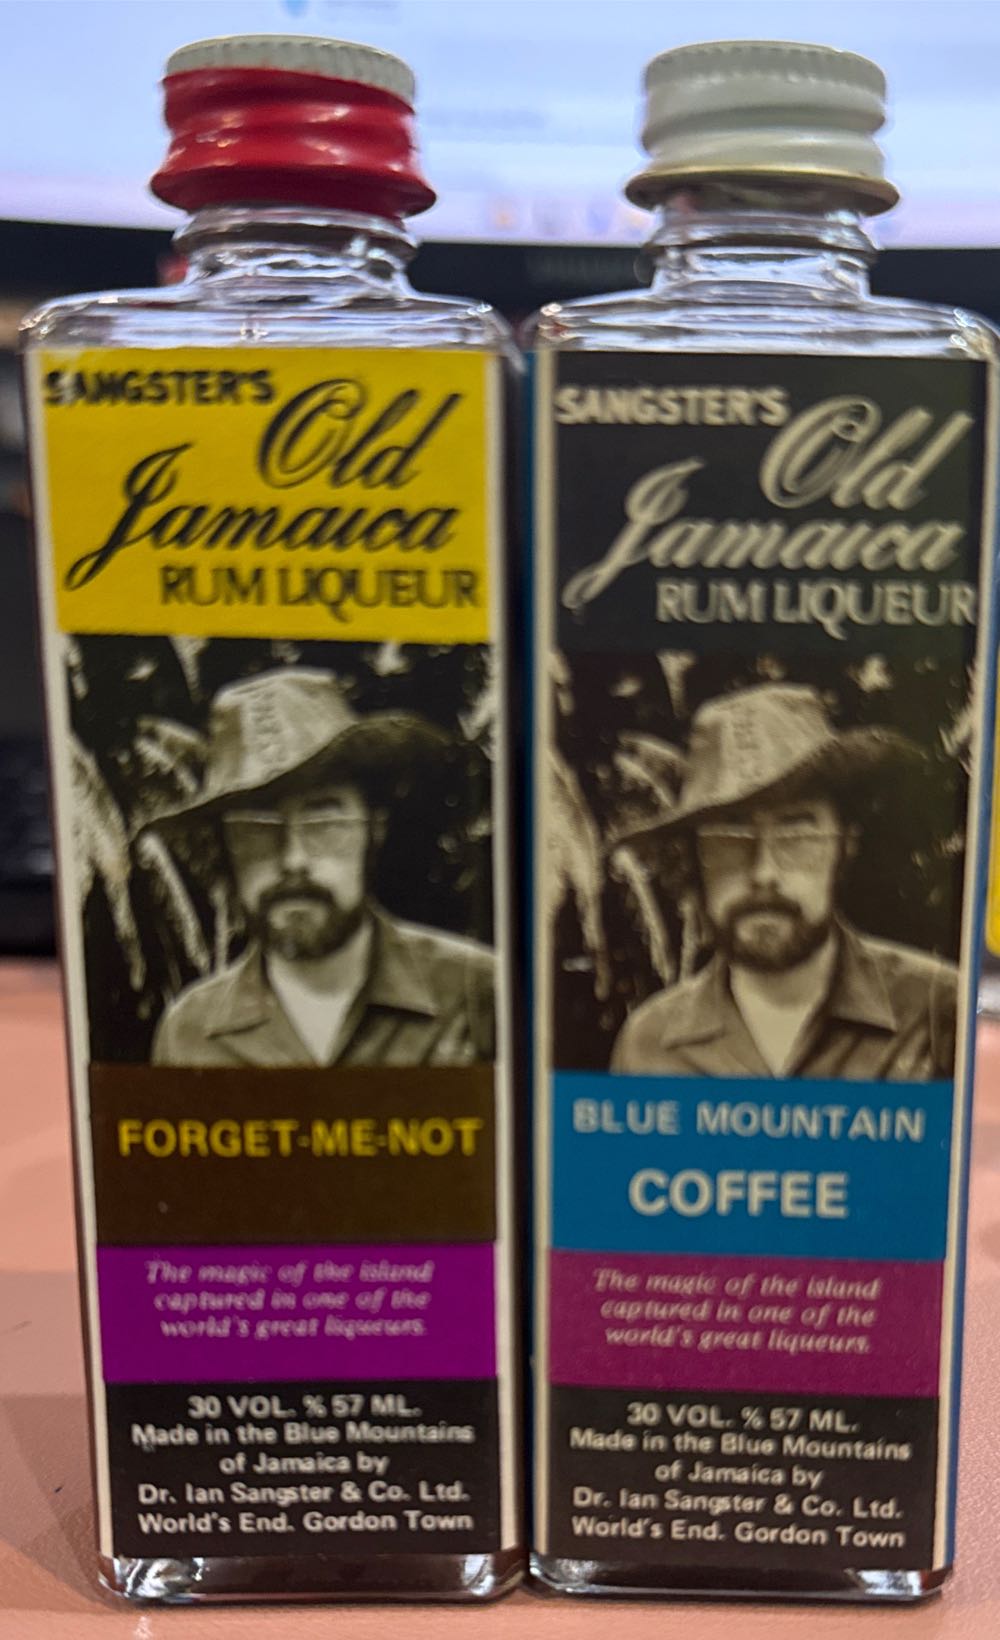 SANGSTER'S Old
Jamaica
RUM LIQUEUR
FORGET-ME-NOT
The magic of the island
captured in one of the
world's great liqueurs.
30 VOL. % 57 ML.
Made in the Blue Mountains
of Jamaica by
Dr. Ian Sangster & Co. Ltd.
World's End. Gordon Town
SANGSTER'S Old
Jamaica
RUM LIQUEUR
BLUE MOUNTAIN
COFFEE
The magic of the island
captured in one of the
world's great liqueurs.
30 VOL. % 57 ML.
Made in the Blue Mountains
of Jamaica by
Dr. Ian Sangster & Co. Ltd.
World's End. Gordon Town